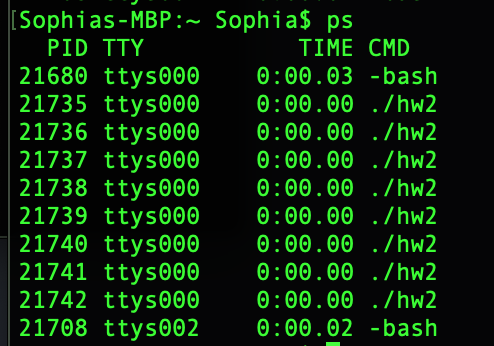 [Sophias-MBP:~ Sophia$ ps
PID TTY TIME CMD
21680 ttys000 0:00.03 -bash
21735 ttys000 0:00.00 ./hw2
21736 ttys000 0:00.00 ./hw2
21737 ttys000 0:00.00 ./hw2
21738 ttys000 0:00.00 ./hw2
21739 ttys000 0:00.00 ./hw2
21740 ttys000 0:00.00 ./hw2
21741 ttys000 0:00.00 ./hw2
21742 ttys000 0:00.00 ./hw2
21708 ttys002 0:00.02 -bash